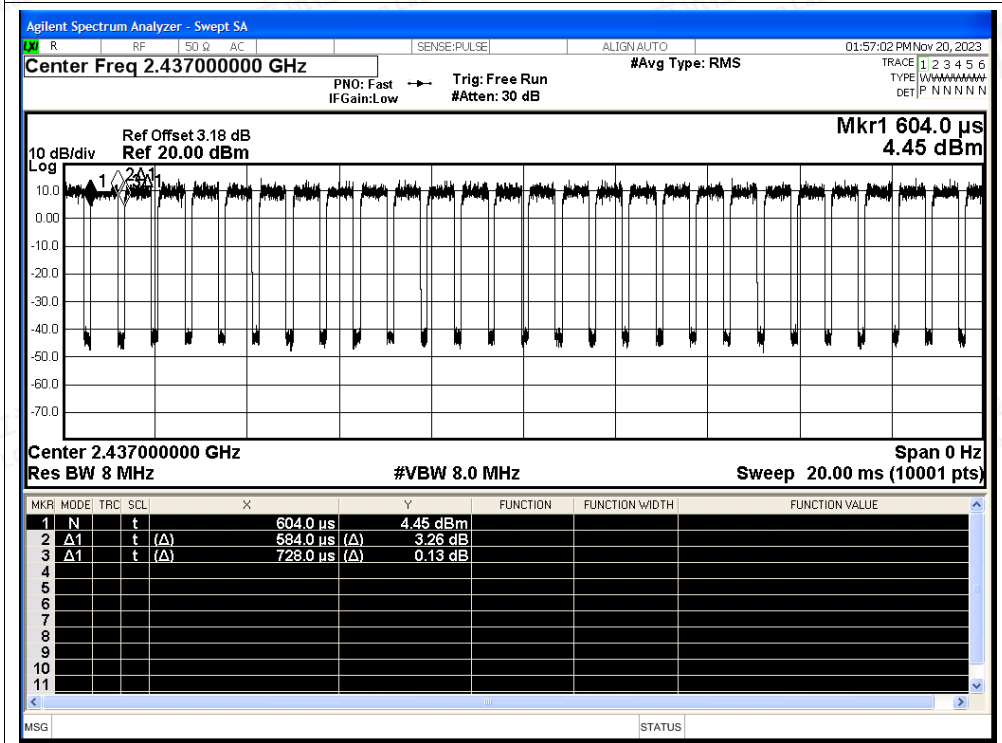 Agilent Spectrum Analyzer - Swept SA
LXI R RF 50 Ω AC SENSE:PULSE ALIGN AUTO 01:57:02 PM Nov 20, 2023
Center Freq 2.437000000 GHz #Avg Type: RMS TRACE 1 2 3 4 5 6
PNO: Fast Trig: Free Run TYPE WWWWWW
IFGain:Low #Atten: 30 dB DET P N N N N N
Mkr1 604.0 µs
4.45 dBm
Ref Offset 3.18 dB
10 dB/div Ref 20.00 dBm
Log
1 2Δ1
10.0
0.00
-10.0
-20.0
-30.0
-40.0
-50.0
-60.0
-70.0
Center 2.437000000 GHz Span 0 Hz
Res BW 8 MHz #VBW 8.0 MHz Sweep 20.00 ms (10001 pts)
MKR MODE TRC SCL X Y FUNCTION FUNCTION WIDTH FUNCTION VALUE
1 N t 604.0 µs 4.45 dBm
2 Δ1 t (Δ) 584.0 µs (Δ) 3.26 dB
3 Δ1 t (Δ) 728.0 µs (Δ) 0.13 dB
4
5
6
7
8
9
10
11
MSG STATUS